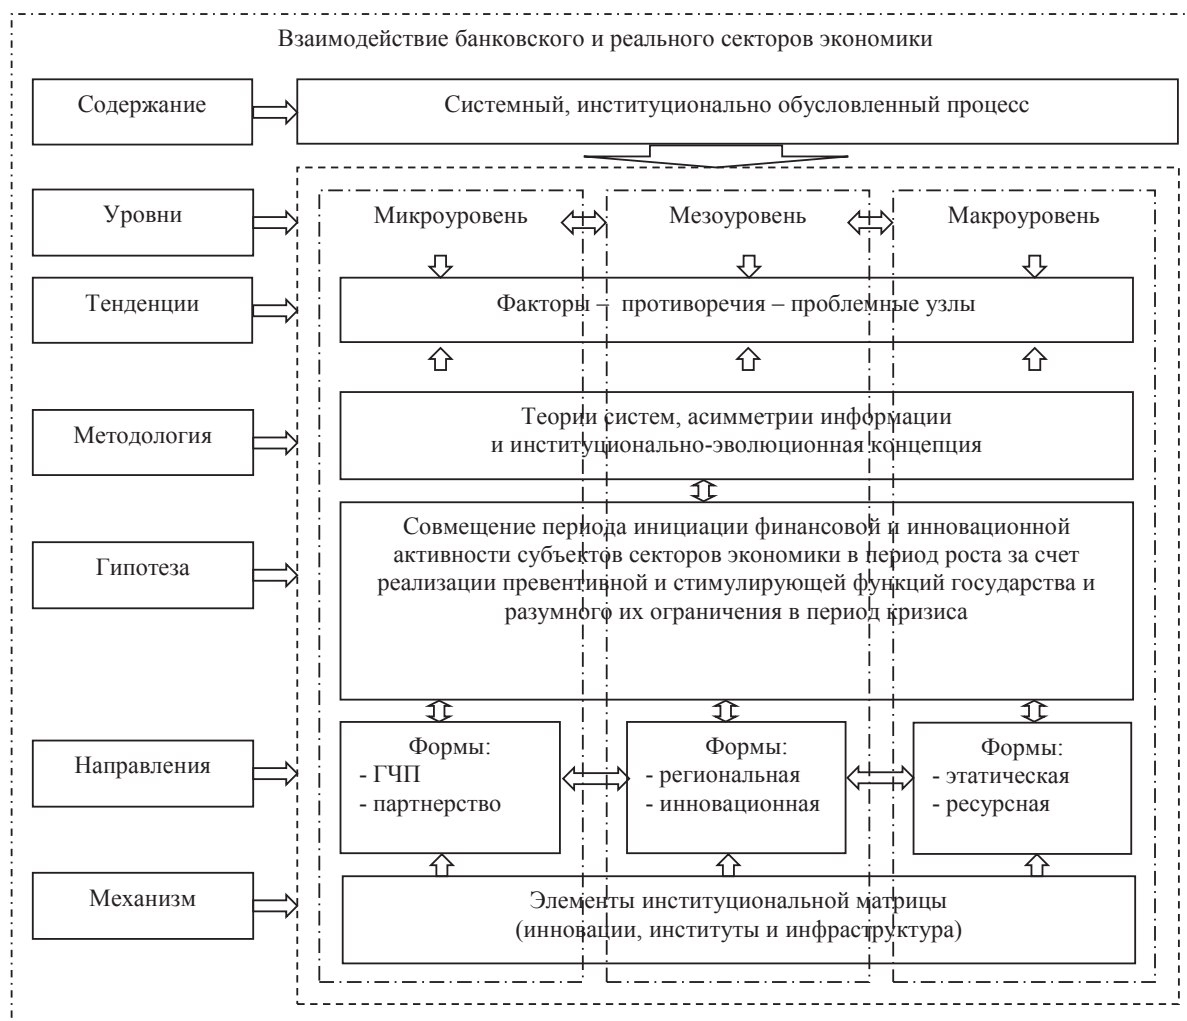 Взаимодействие банковского и реального секторов экономики
Содержание
Системный, институционально обусловленный процесс
Уровни
Микроуровень
Мезоуровень
Макроуровень
Тенденции
Факторы – противоречия – проблемные узлы
Методология
Теории систем, асимметрии информации
и институционально-эволюционная концепция
Гипотеза
Совмещение периода инициации финансовой и инновационной
активности субъектов секторов экономики в период роста за счет
реализации превентивной и стимулирующей функций государства и
разумного их ограничения в период кризиса
Направления
Формы:
- ГЧП
- партнерство
Формы:
- региональная
- инновационная
Формы:
- этатическая
- ресурсная
Механизм
Элементы институциональной матрицы
(инновации, институты и инфраструктура)